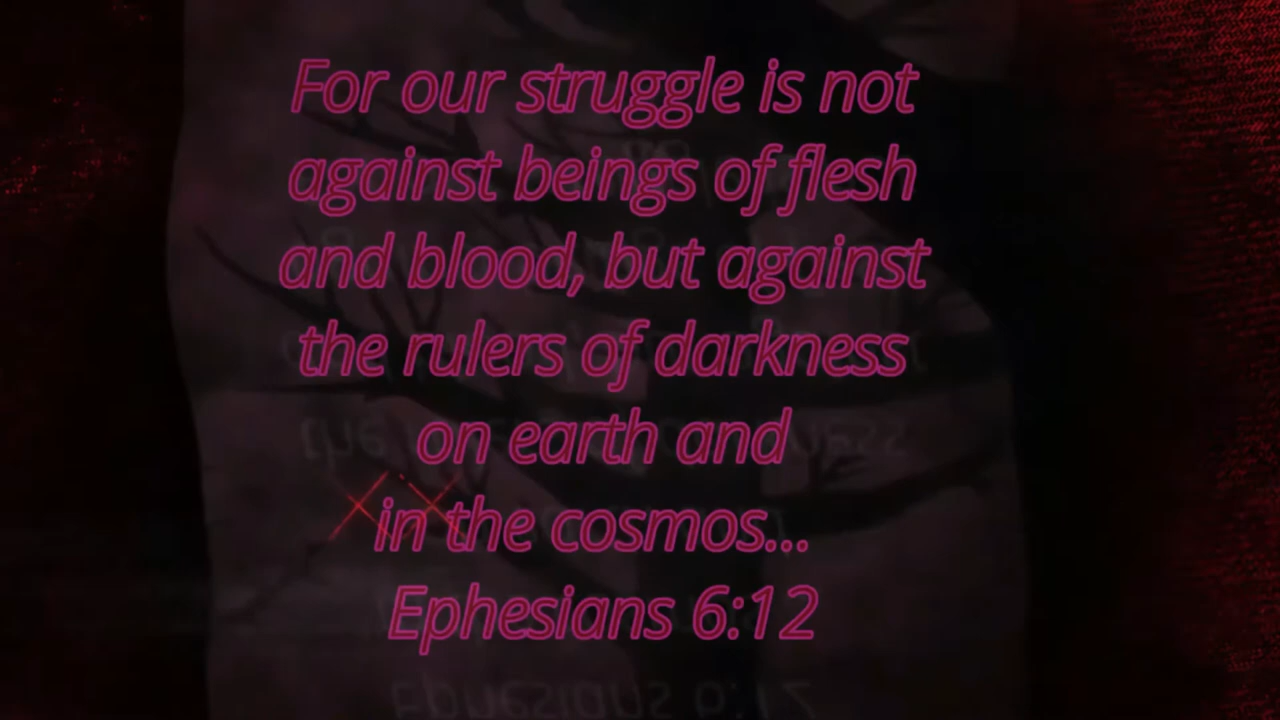 For our struggle is not
against beings of flesh
and blood, but against
the rulers of darkness
on earth and
in the cosmos...
Ephesians 6:12